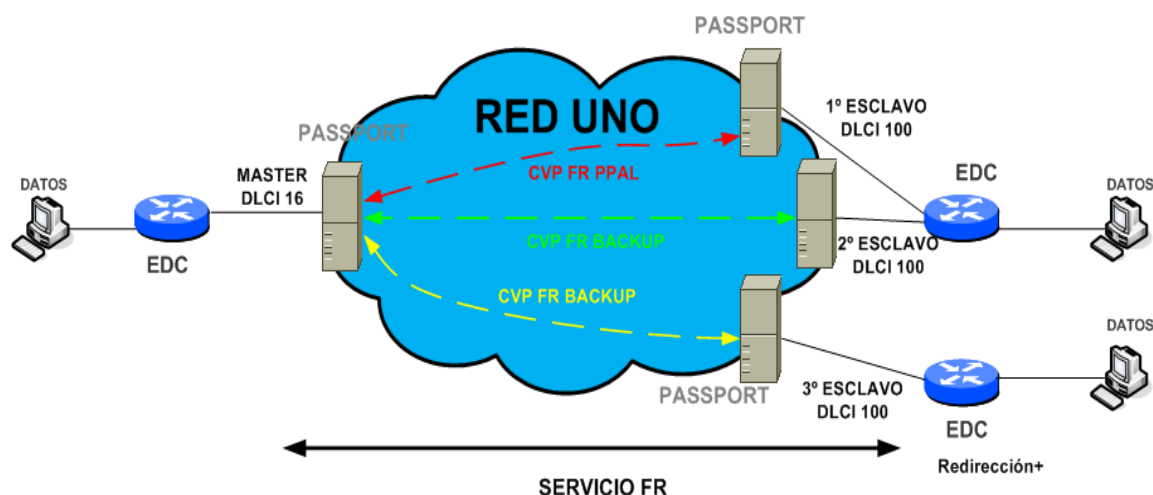 PASSPORT
RED UNO
1º ESCLAVO
DLCI 100
PASSPORT
MASTER
DLCI 16
CVP FR PPAL
EDC
DATOS
DATOS
CVP FR BACKUP
2º ESCLAVO
DLCI 100
EDC
CVP FR BACKUP
DATOS
PASSPORT
3º ESCLAVO
DLCI 100
EDC
Redirección+
SERVICIO FR